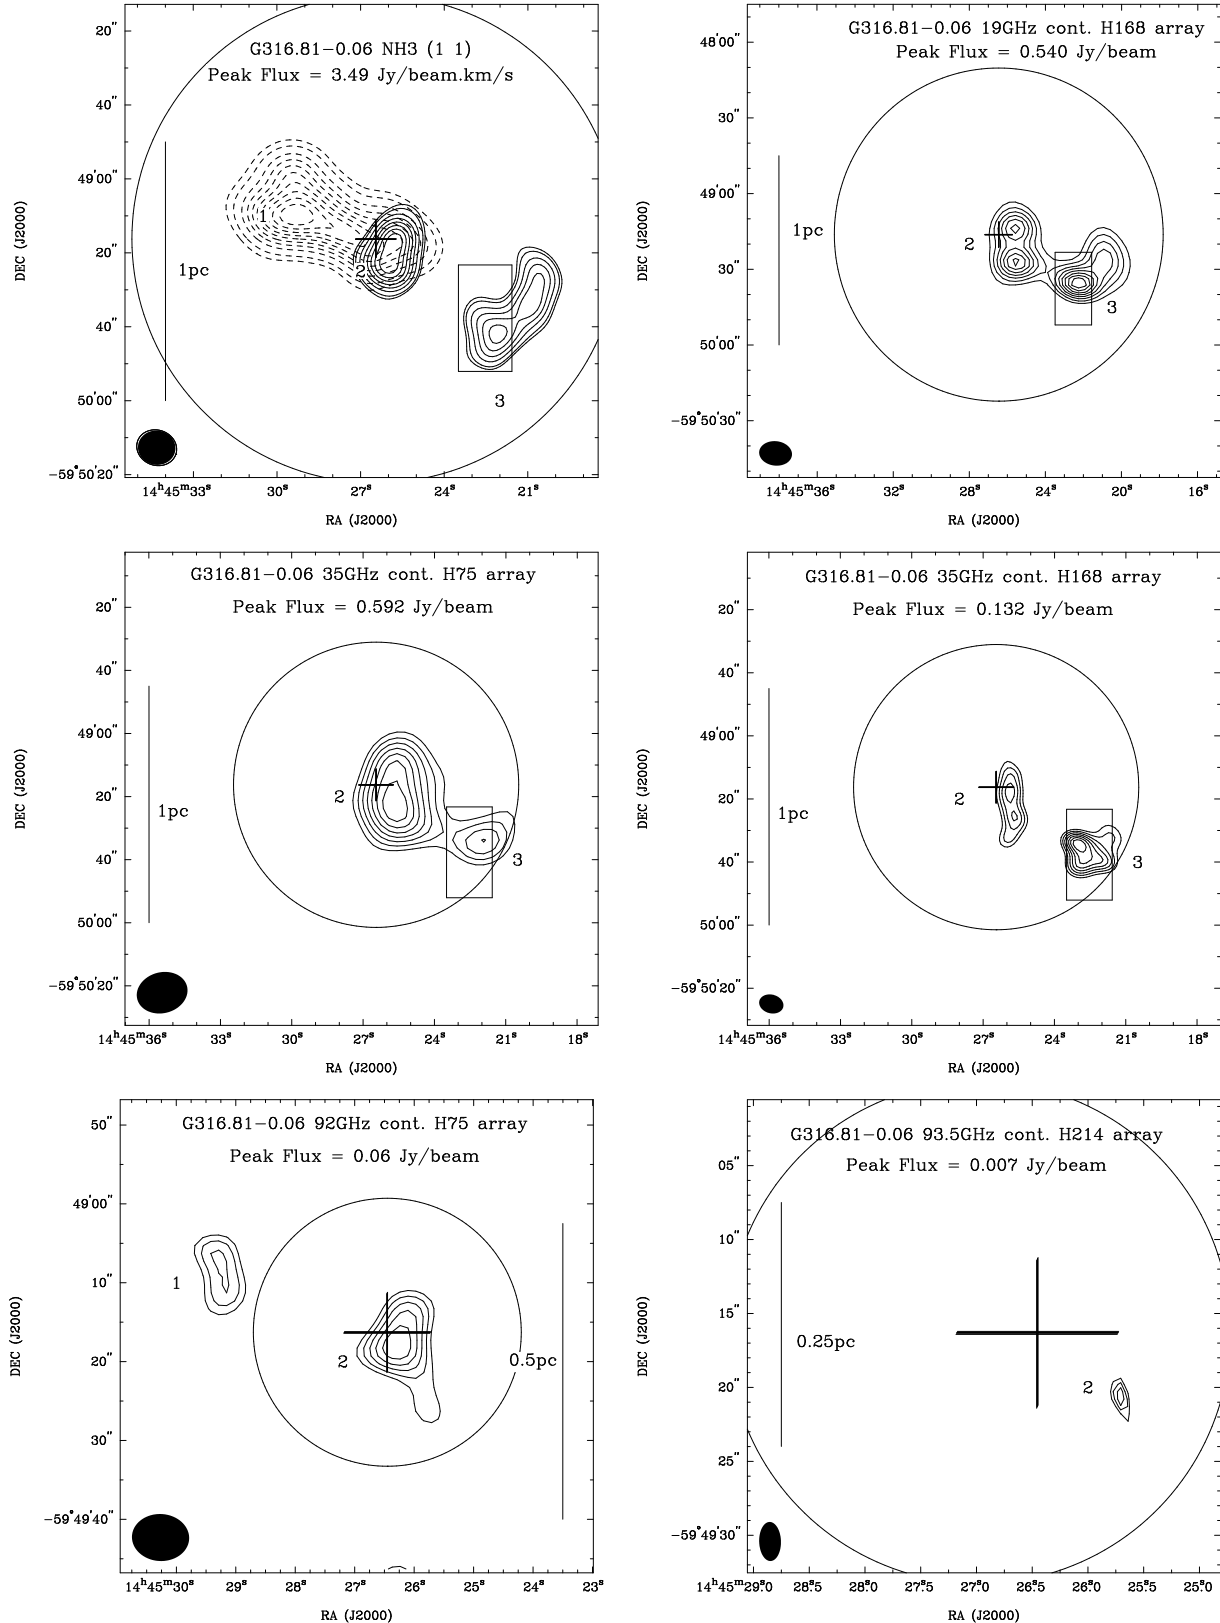 G316.81−0.06 NH3 (1 1)
Peak Flux = 3.49 Jy/beam.km/s
20"
40"
49'00"
20"
40"
50'00"
−59°50'20"
DEC (J2000)
1
2
3
1pc
14ʰ45ᵐ33ˢ
30ˢ
27ˢ
24ˢ
21ˢ
RA (J2000)
G316.81−0.06 19GHz cont. H168 array
Peak Flux = 0.540 Jy/beam
48'00"
30"
49'00"
30"
50'00"
−59°50'30"
DEC (J2000)
1pc
2
3
14ʰ45ᵐ36ˢ
28ˢ
24ˢ
20ˢ
16ˢ
RA (J2000)
G316.81−0.06 35GHz cont. H75 array
Peak Flux = 0.592 Jy/beam
20"
40"
49'00"
20"
40"
50'00"
−59°50'20"
DEC (J2000)
2
1pc
3
14ʰ45ᵐ36ˢ
33ˢ
30ˢ
27ˢ
24ˢ
21ˢ
18ˢ
RA (J2000)
G316.81−0.06 35GHz cont. H168 array
Peak Flux = 0.132 Jy/beam
20"
40"
49'00"
20"
40"
50'00"
−59°50'20"
DEC (J2000)
2
1pc
3
14ʰ45ᵐ36ˢ
33ˢ
30ˢ
27ˢ
24ˢ
21ˢ
18ˢ
RA (J2000)
G316.81−0.06 92GHz cont. H75 array
Peak Flux = 0.06 Jy/beam
50"
49'00"
10"
20"
30"
−59°49'40"
DEC (J2000)
1
2
0.5pc
14ʰ45ᵐ30ˢ
29ˢ
28ˢ
27ˢ
26ˢ
25ˢ
24ˢ
23ˢ
RA (J2000)
G316.81−0.06 93.5GHz cont. H214 array
Peak Flux = 0.007 Jy/beam
05"
10"
15"
20"
25"
−59°49'30"
DEC (J2000)
0.25pc
2
14ʰ45ᵐ29ˢ.0
28ˢ.5
28ˢ.0
27ˢ.5
27ˢ.0
26ˢ.5
26ˢ.0
25ˢ.5
25ˢ.0
RA (J2000)